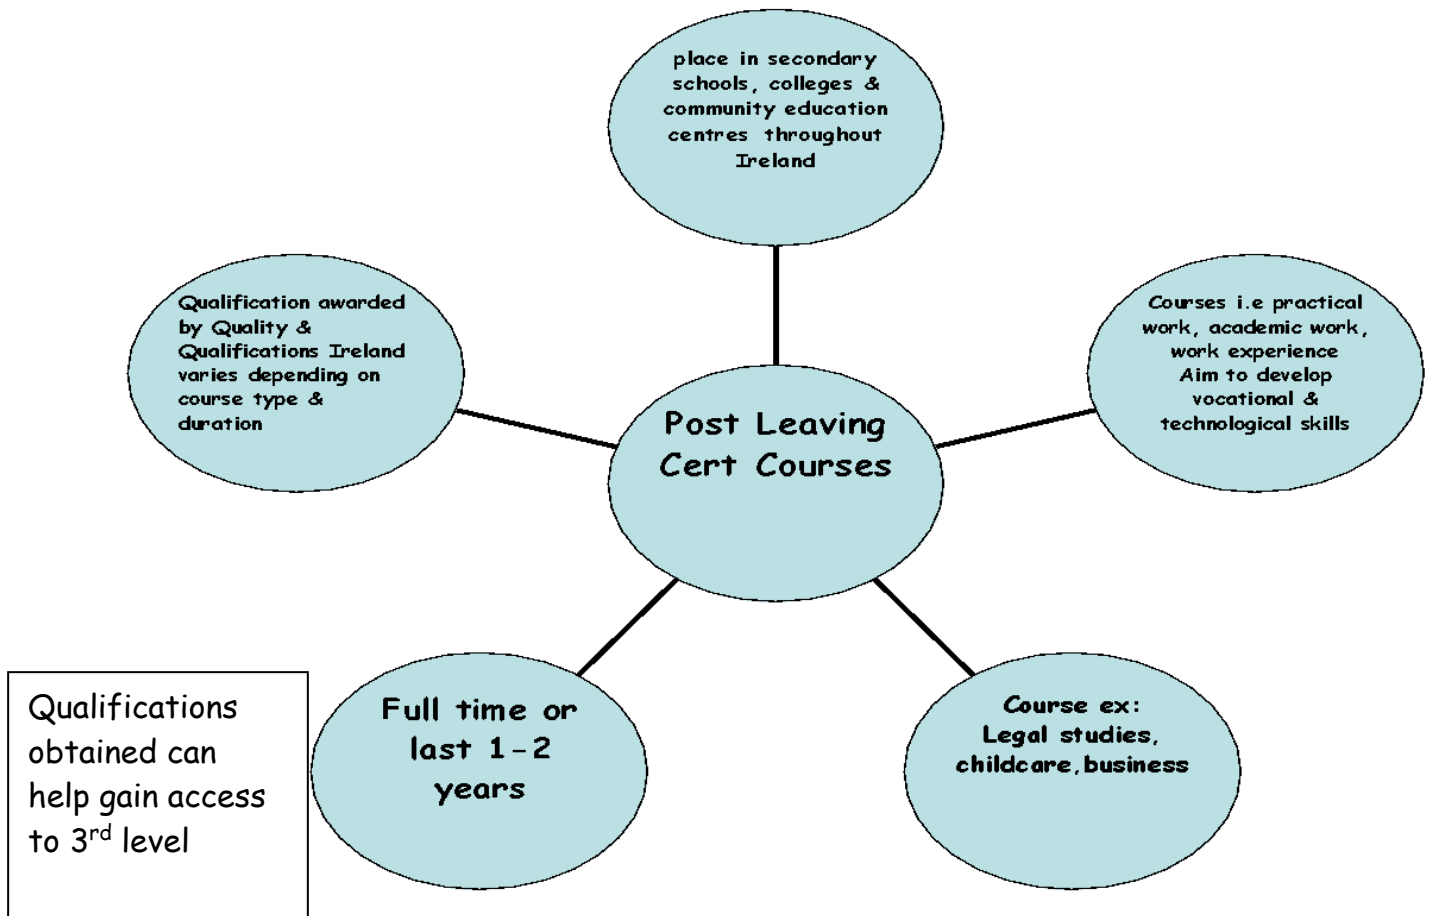 place in secondary
schools, colleges &
community education
centres throughout
Ireland
Qualification awarded
by Quality &
Qualifications Ireland
varies depending on
course type &
duration
Courses i.e practical
work, academic work,
work experience
Aim to develop
vocational &
technological skills
Post Leaving
Cert Courses
Full time or
last 1-2
years
Course ex:
Legal studies,
childcare,business
Qualifications
obtained can
help gain access
to 3rd level